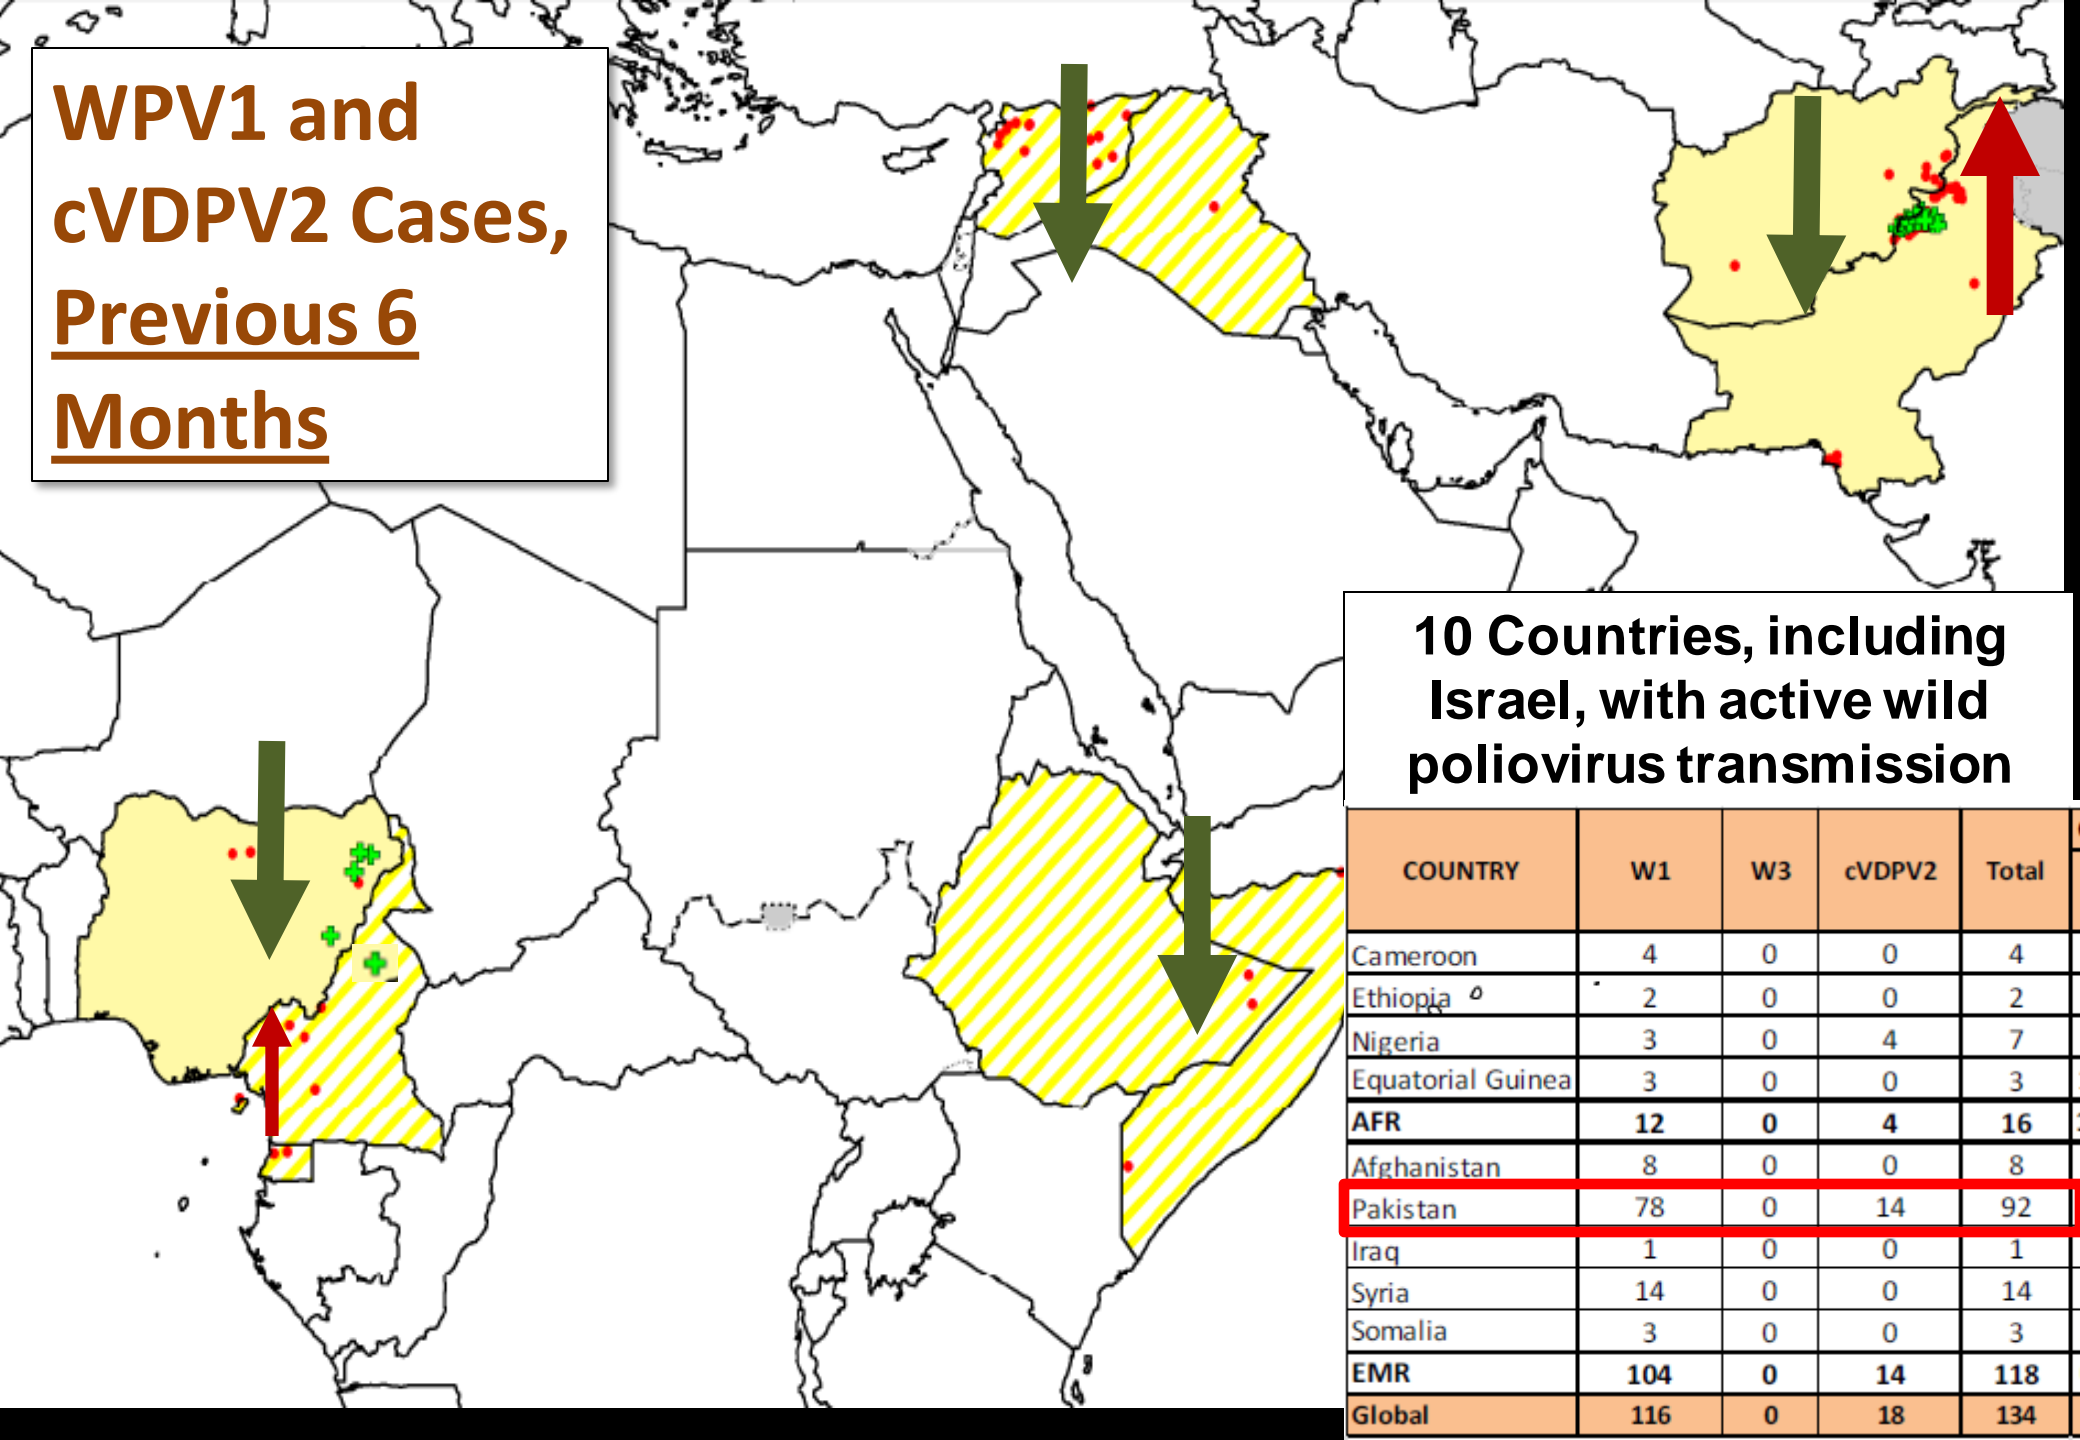 WPV1 and
cVDPV2 Cases,
Previous 6
Months
10 Countries, including
Israel, with active wild
poliovirus transmission
COUNTRY W1 W3 cVDPV2 Total
Cameroon 4 0 0 4
Ethiopia 2 0 0 2
Nigeria 3 0 4 7
Equatorial Guinea 3 0 0 3
AFR 12 0 4 16
Afghanistan 8 0 0 8
Pakistan 78 0 14 92
Iraq 1 0 0 1
Syria 14 0 0 14
Somalia 3 0 0 3
EMR 104 0 14 118
Global 116 0 18 134